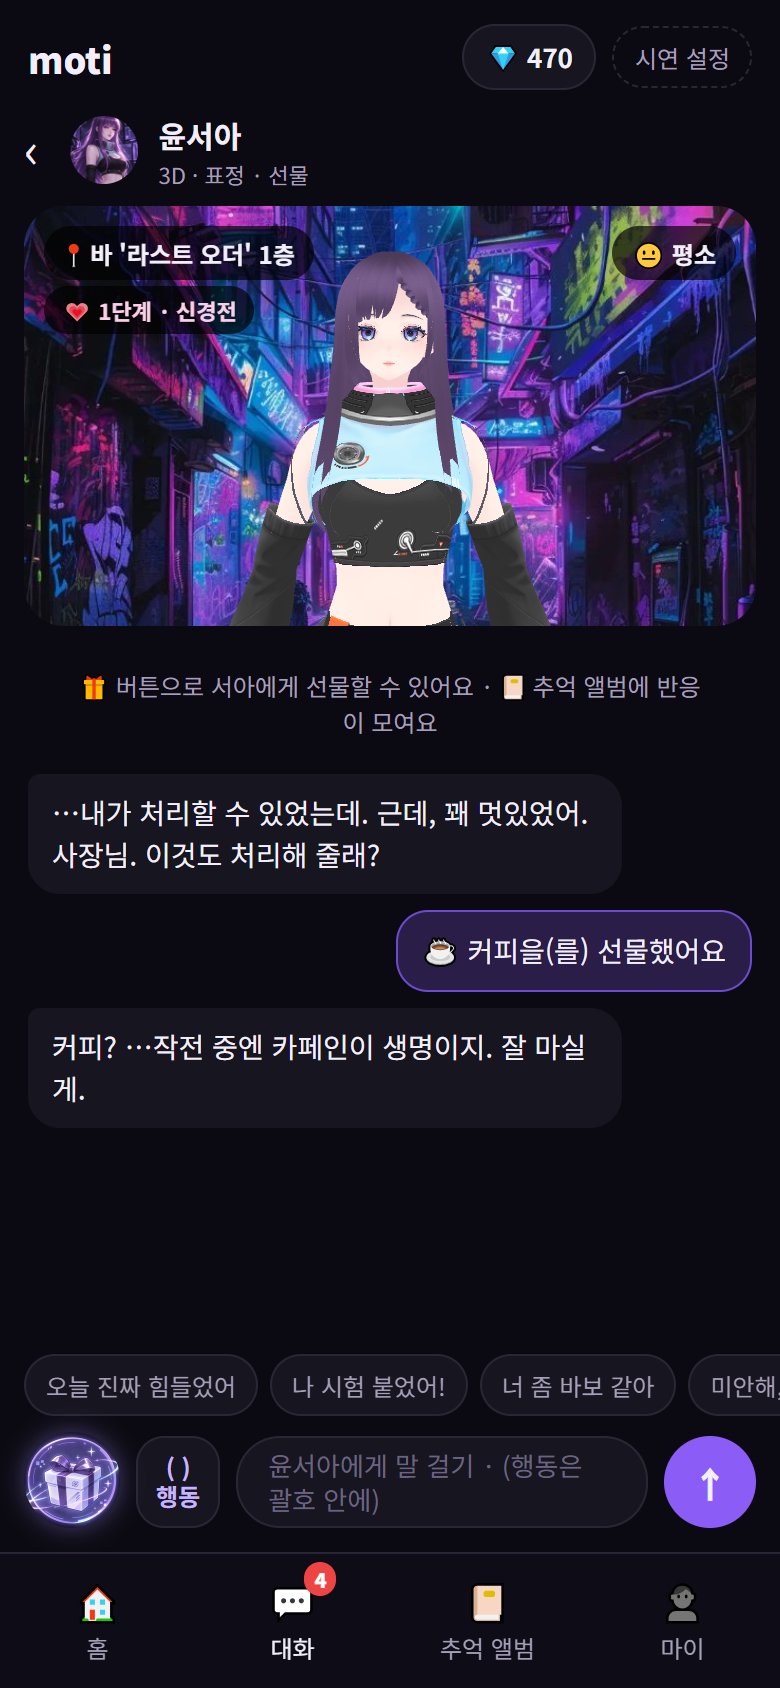 moti
470
시연 설정
윤서아
3D · 표정 · 선물
바 '라스트 오더' 1층
평소
1단계 · 신경전
버튼으로 서아에게 선물할 수 있어요 · 추억 앨범에 반응
이 모여요
…내가 처리할 수 있었는데. 근데, 꽤 멋있었어.
사장님. 이것도 처리해 줄래?
커피을(를) 선물했어요
커피? …작전 중엔 카페인이 생명이지. 잘 마실
게.
오늘 진짜 힘들었어
나 시험 붙었어!
너 좀 바보 같아
미안해,
( )
행동
윤서아에게 말 걸기 · (행동은
괄호 안에)
↑
4
홈
대화
추억 앨범
마이